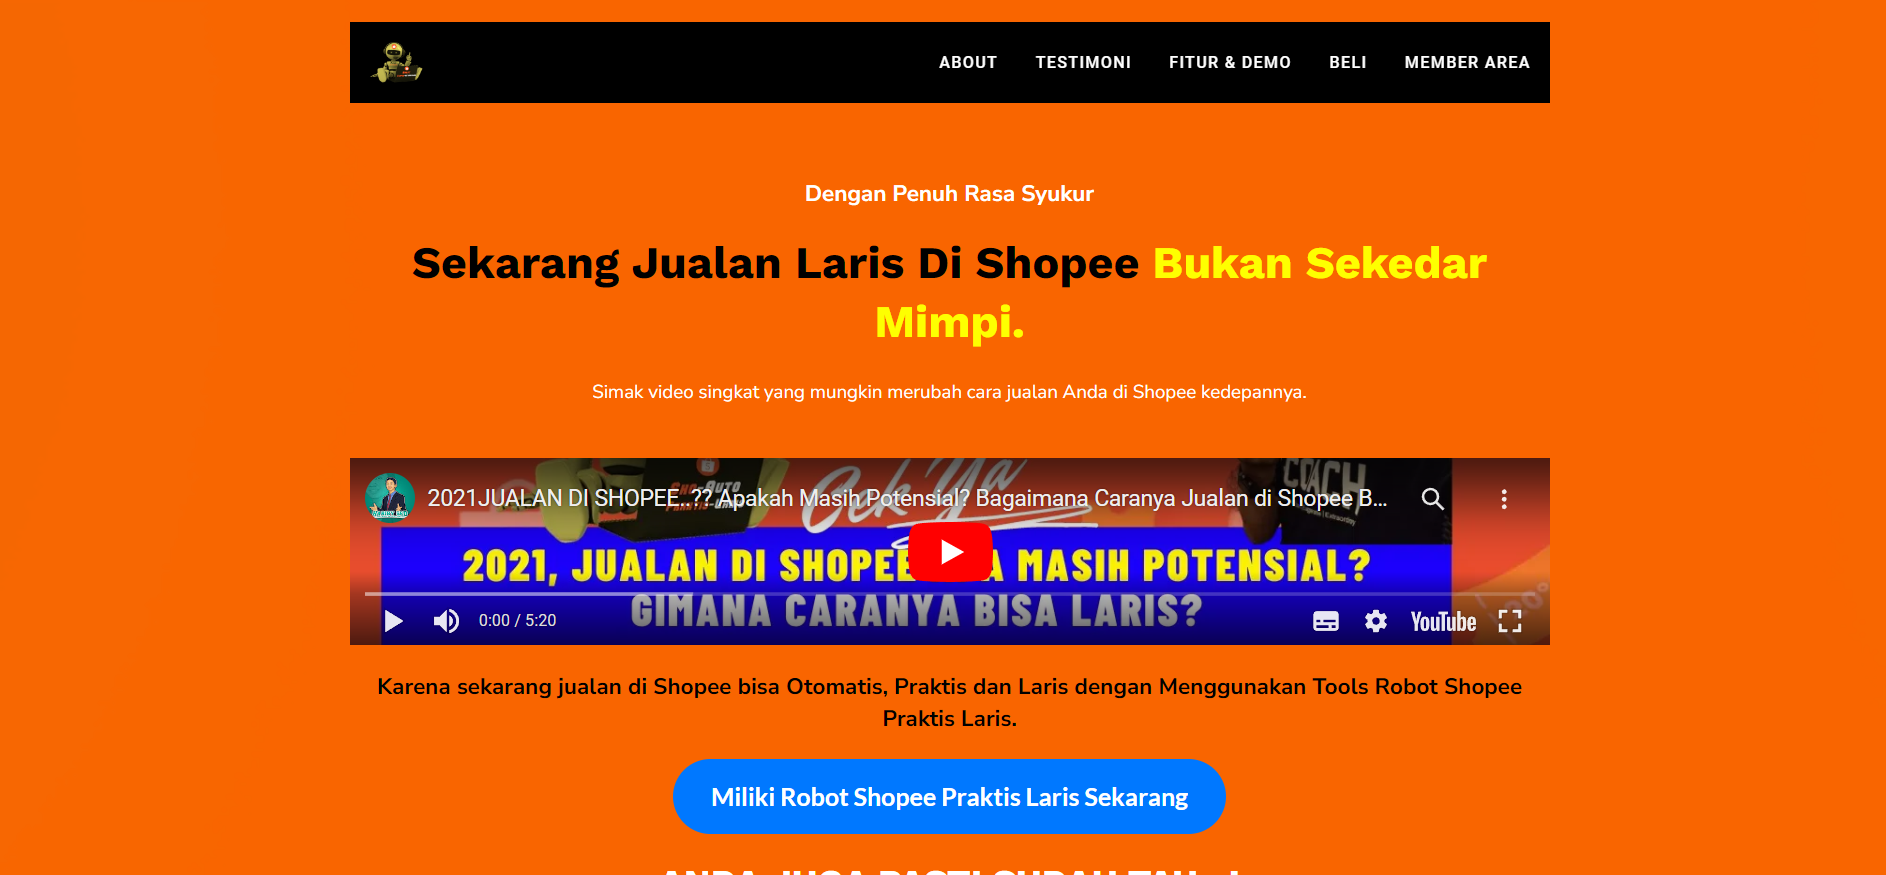 ABOUT TESTIMONI FITUR & DEMO BELI MEMBER AREA
Dengan Penuh Rasa Syukur
Sekarang Jualan Laris Di Shopee Bukan Sekedar
Mimpi.
Simak video singkat yang mungkin merubah cara jualan Anda di Shopee kedepannya.
COACH
2021JUALAN DI SHOPEE..?? Apakah Masih Potensial? Bagaimana Caranya Jualan di Shopee B...
2021, JUALAN DI SHOPEE MASIH POTENSIAL?
GIMANA CARANYA BISA LARIS?
0:00 / 5:20
YouTube
Karena sekarang jualan di Shopee bisa Otomatis, Praktis dan Laris dengan Menggunakan Tools Robot Shopee
Praktis Laris.
Miliki Robot Shopee Praktis Laris Sekarang